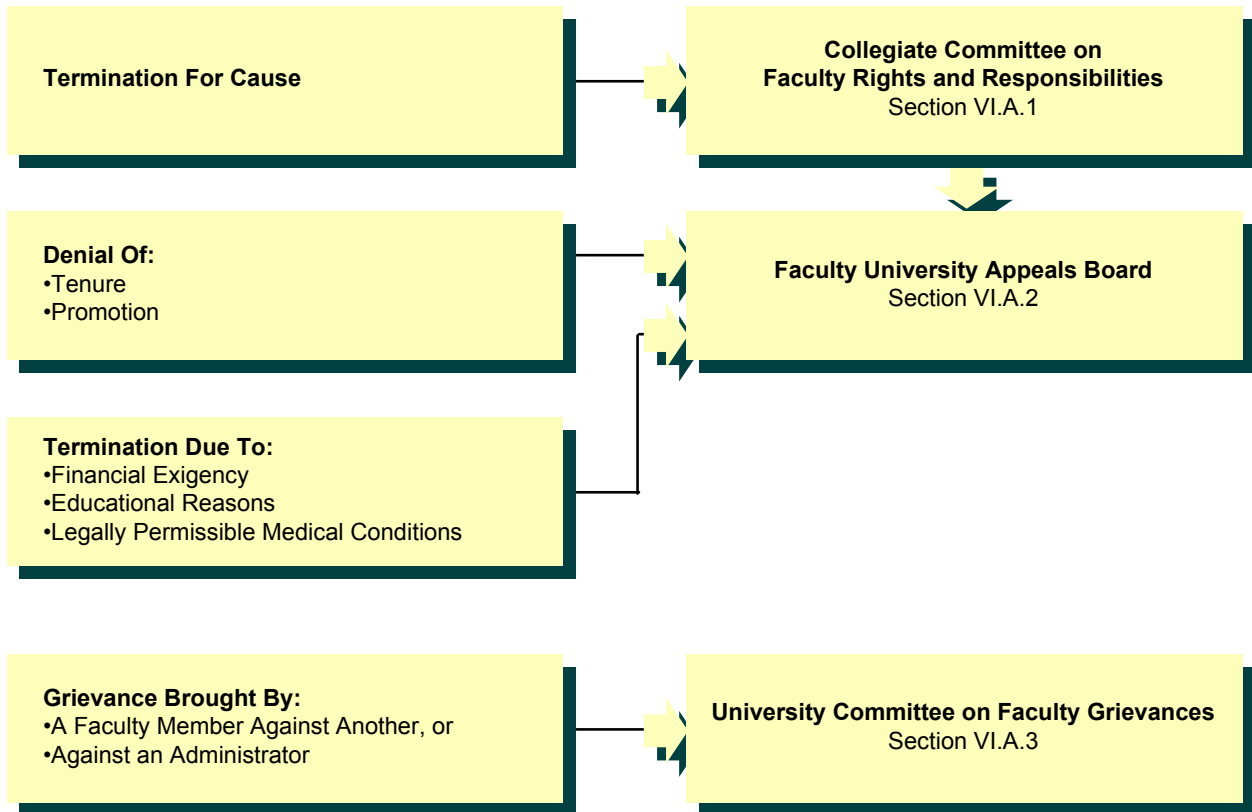 Termination For Cause
Collegiate Committee on
Faculty Rights and Responsibilities
Section VI.A.1
Denial Of:
•Tenure
•Promotion
Faculty University Appeals Board
Section VI.A.2
Termination Due To:
•Financial Exigency
•Educational Reasons
•Legally Permissible Medical Conditions
Grievance Brought By:
•A Faculty Member Against Another, or
•Against an Administrator
University Committee on Faculty Grievances
Section VI.A.3